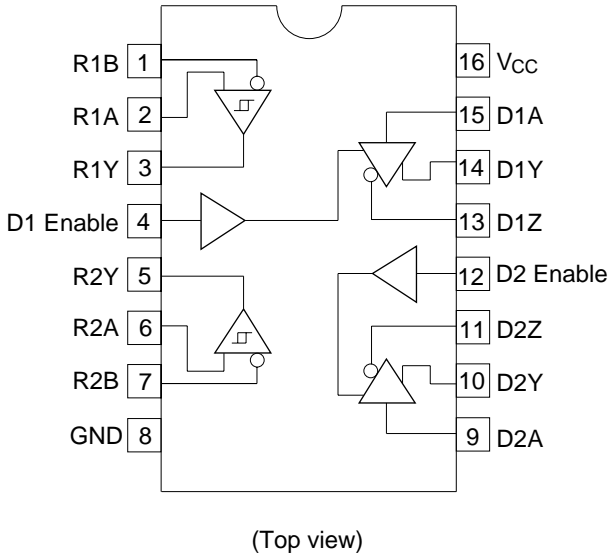 R1B 1
R1A 2
R1Y 3
D1 Enable 4
R2Y 5
R2A 6
R2B 7
GND 8
16 VCC
15 D1A
14 D1Y
13 D1Z
12 D2 Enable
11 D2Z
10 D2Y
9 D2A
(Top view)